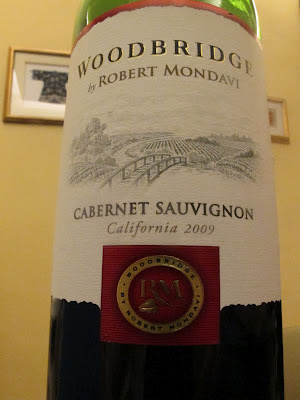 WOODBRIDGE
by ROBERT MONDAVI
CABERNET SAUVIGNON
California 2009
WOODBRIDGE
RM
BY ROBERT MONDAVI